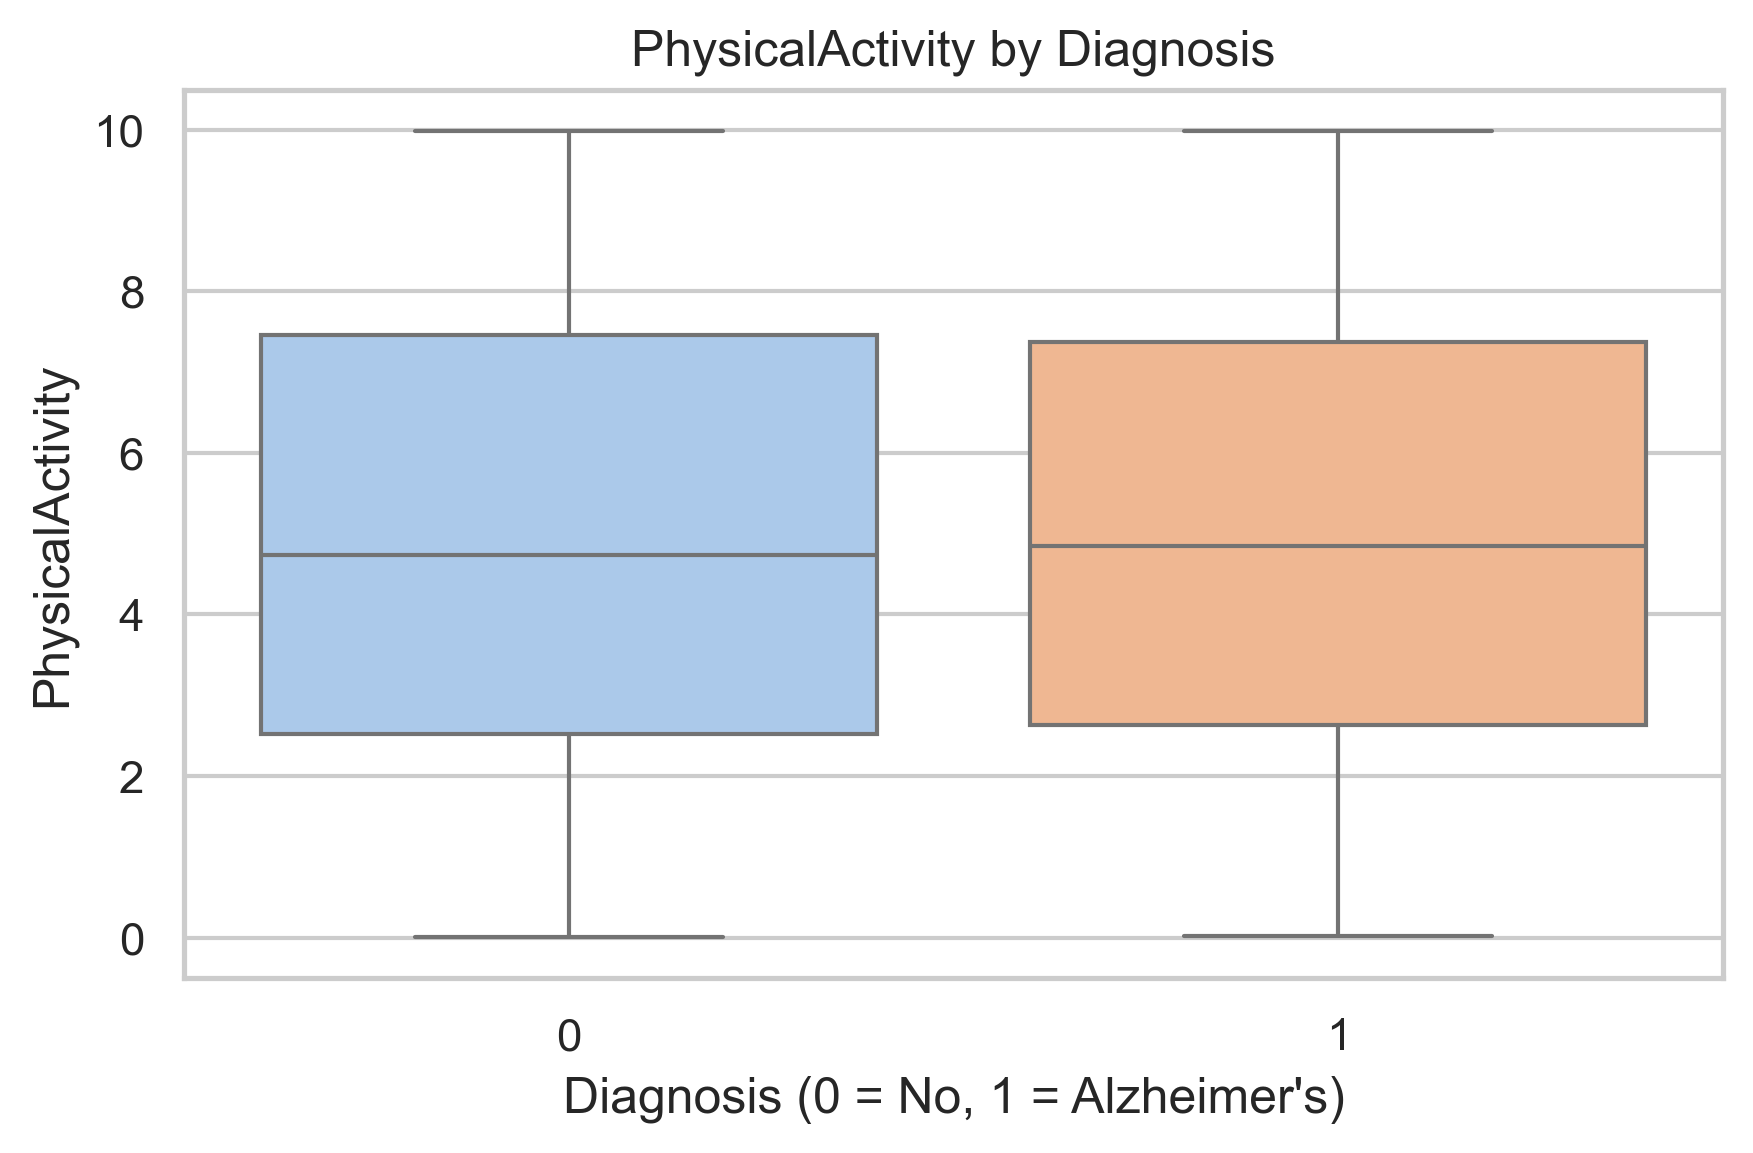 PhysicalActivity by Diagnosis
PhysicalActivity
10
8
6
4
2
0
0 1
Diagnosis (0 = No, 1 = Alzheimer's)